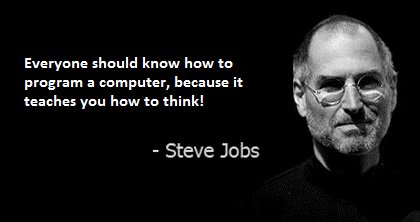 Everyone should know how to
program a computer, because it
teaches you how to think!
- Steve Jobs